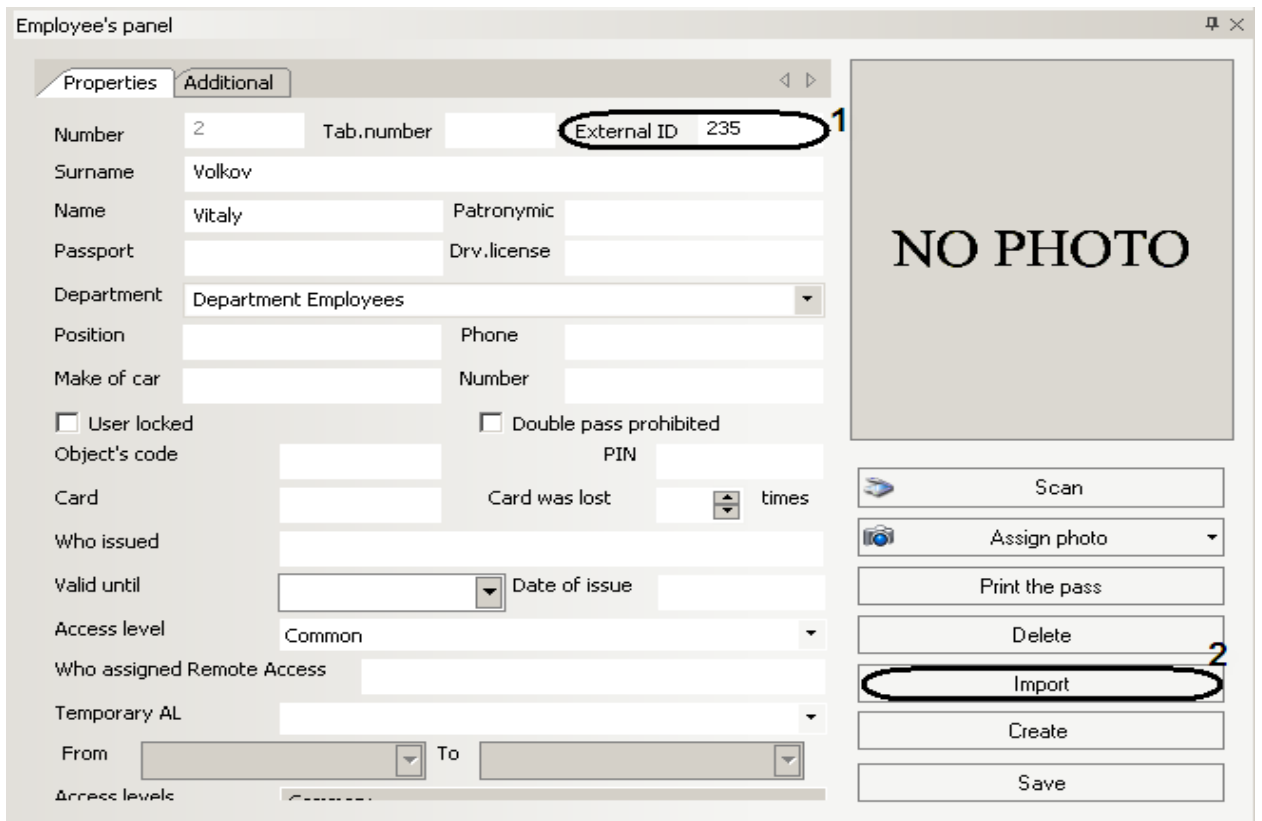 Employee's panel
Properties Additional
Number 2 Tab.number External ID 235 1
Surname Volkov
Name Vitaly Patronymic
Passport Drv.license
Department Department Employees
Position Phone
Make of car Number
User locked Double pass prohibited
Object's code PIN
Card Card was lost times
Who issued
Valid until Date of issue
Access level Common
Who assigned Remote Access
Temporary AL
From To
Access levels Common
NO PHOTO
Scan
Assign photo
Print the pass
Delete
2
Import
Create
Save